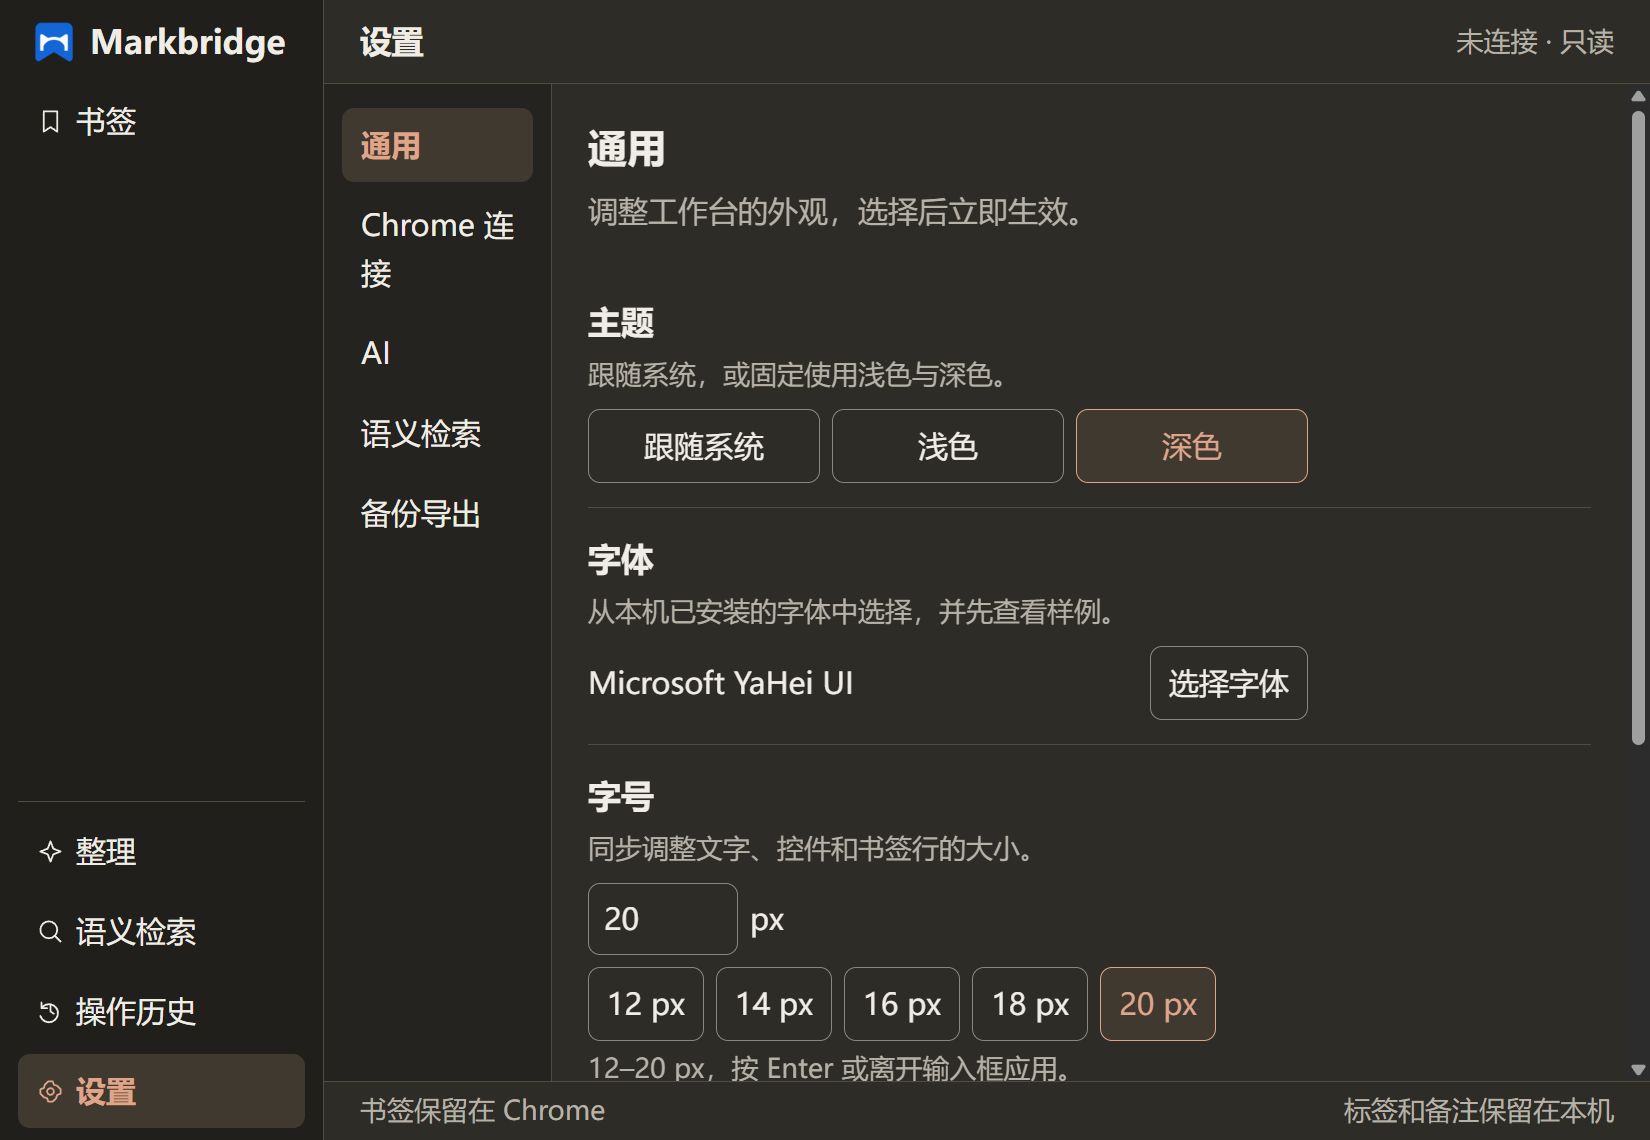 Markbridge
书签
整理
语义检索
操作历史
设置
设置
未连接 · 只读
通用
Chrome 连
接
AI
语义检索
备份导出
通用
调整工作台的外观，选择后立即生效。
主题
跟随系统，或固定使用浅色与深色。
跟随系统 浅色 深色
字体
从本机已安装的字体中选择，并先查看样例。
Microsoft YaHei UI 选择字体
字号
同步调整文字、控件和书签行的大小。
20 px
12 px 14 px 16 px 18 px 20 px
12–20 px，按 Enter 或离开输入框应用。
书签保留在 Chrome
标签和备注保留在本机